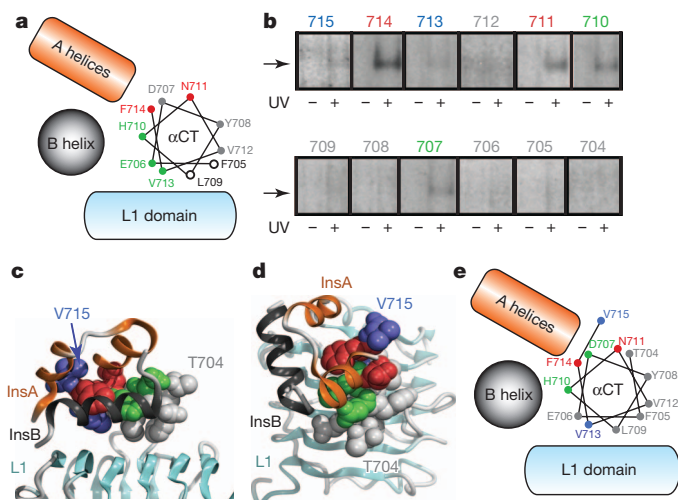 a
A helices
B helix
D707
N711
F714
H710
αCT
Y708
V712
E706
F705
V713
L709
L1 domain
b
715 714 713 712 711 710
UV – + – + – + – + – + – +
709 708 707 706 705 704
UV – + – + – + – + – + – +
c
V715
T704
InsA
InsB
L1
d
InsA
V715
InsB
L1
T704
e
A helices
V715
B helix
D707
N711
F714
T704
H710
αCT
Y708
V712
E706
F705
V713
L709
L1 domain